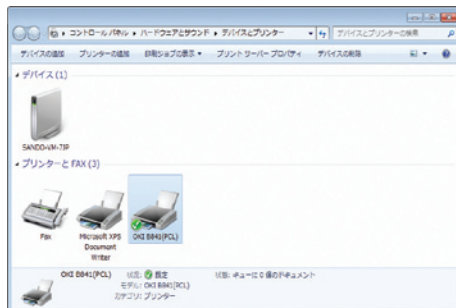 コントロール パネル ▸ ハードウェアとサウンド ▸ デバイスとプリンター
デバイスとプリンターの検索
デバイスの追加 プリンターの追加 印刷ジョブの表示 プリント サーバー プロパティ デバイスの削除
デバイス (1)
SANDO-VM-7JP
プリンターと FAX (3)
Fax
Microsoft XPS
Document
Writer
OKI B841(PCL)
OKI B841(PCL) 状態: 既定 状態: キューに 0 個のドキュメント
モデル: OKI B841(PCL)
カテゴリ: プリンター